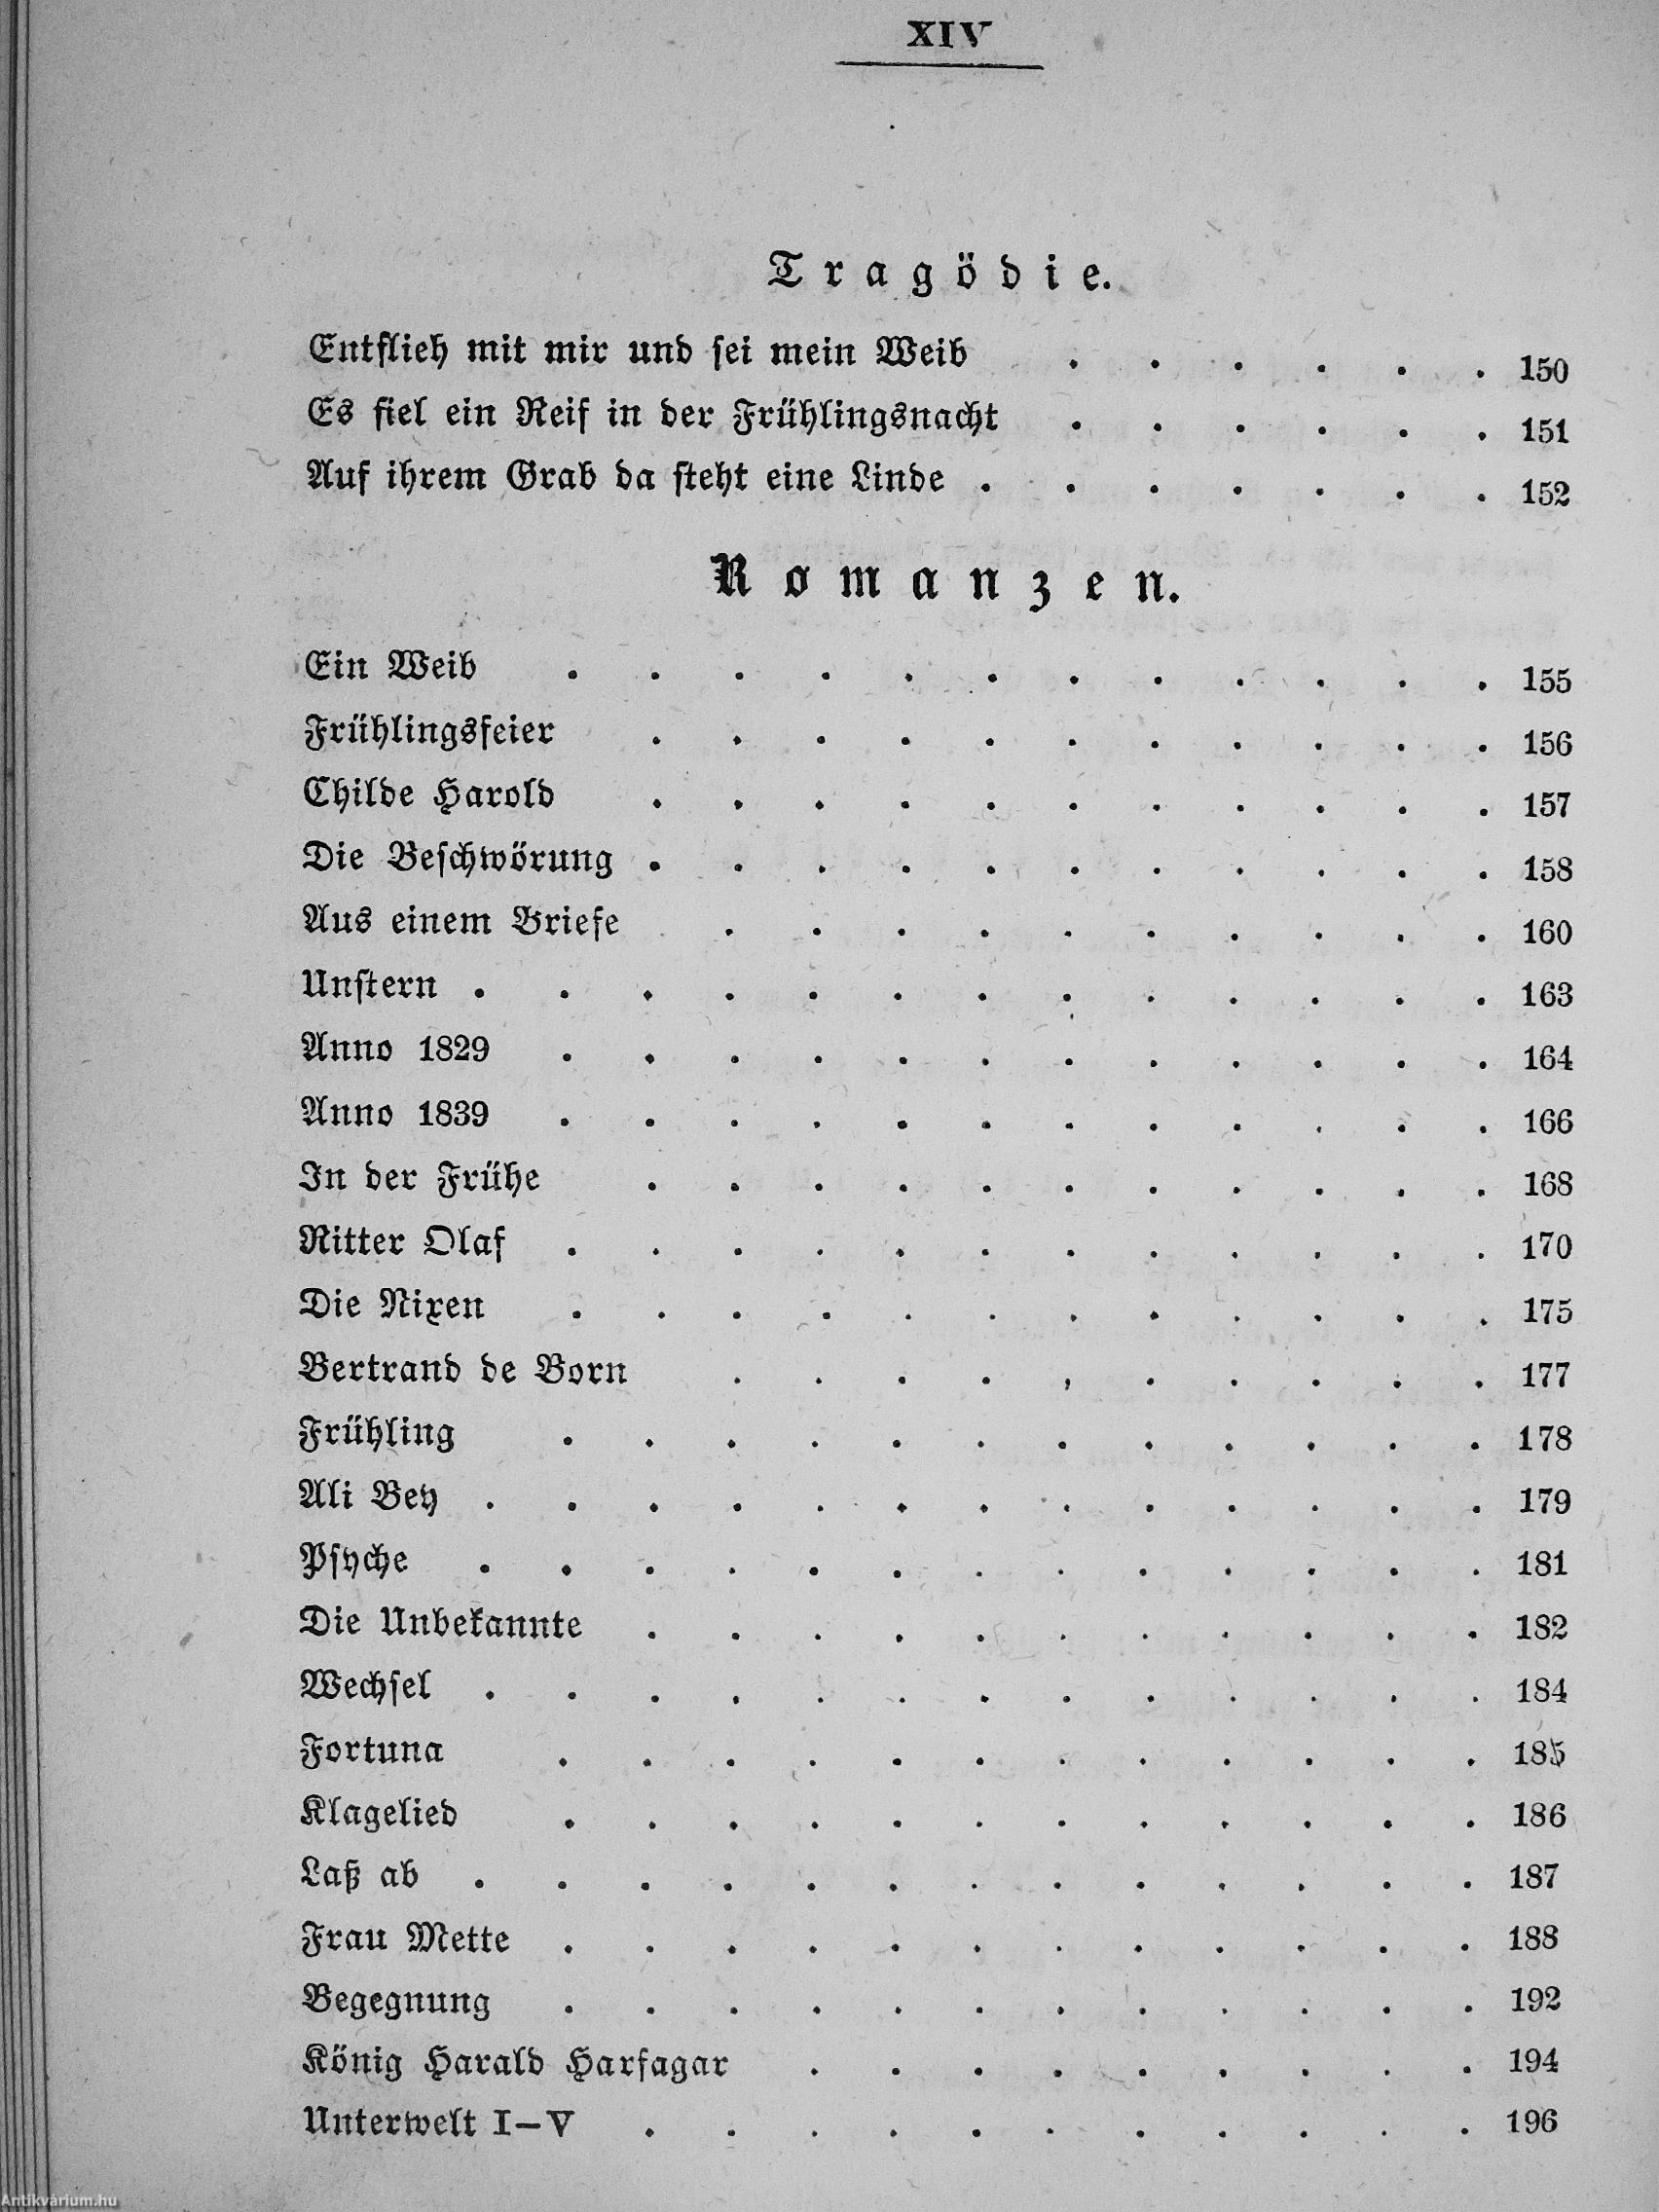 XIV
Tragödie.
Entflieh mit mir und sei mein Weib . . . . . . 150
Es fiel ein Reif in der Frühlingsnacht . . . . . . 151
Auf ihrem Grab da steht eine Linde . . . . . . . 152
Romanzen.
Ein Weib . . . . . . . . . . . . 155
Frühlingsfeier . . . . . . . . . . . 156
Childe Harold . . . . . . . . . . . 157
Die Beschwörung . . . . . . . . . . . 158
Aus einem Briefe . . . . . . . . . . 160
Unstern . . . . . . . . . . . . . 163
Anno 1829 . . . . . . . . . . . . 164
Anno 1839 . . . . . . . . . . . . 166
In der Frühe . . . . . . . . . . . 168
Ritter Olaf . . . . . . . . . . . . 170
Die Nixen . . . . . . . . . . . . 175
Bertrand de Born . . . . . . . . . . 177
Frühling . . . . . . . . . . . . 178
Ali Bey . . . . . . . . . . . . . 179
Psyche . . . . . . . . . . . . . 181
Die Unbekannte . . . . . . . . . . . 182
Wechsel . . . . . . . . . . . . . 184
Fortuna . . . . . . . . . . . . 185
Klagelied . . . . . . . . . . . . 186
Laß ab . . . . . . . . . . . . . 187
Frau Mette . . . . . . . . . . . . 188
Begegnung . . . . . . . . . . . . 192
König Harald Harfagar . . . . . . . . . 194
Unterwelt I–V . . . . . . . . . . . 196
Antikvárium.hu